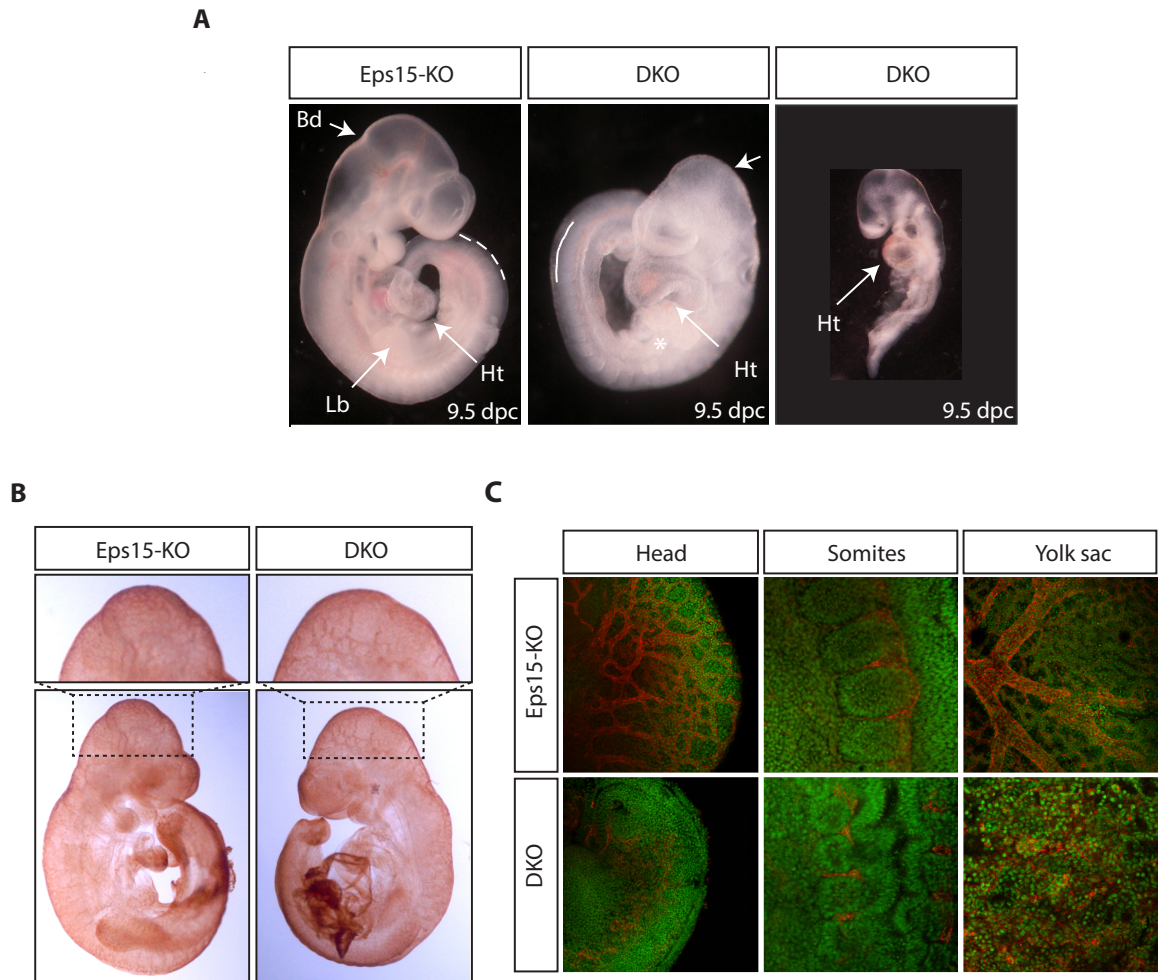 A
Eps15-KO
DKO
DKO
Bd
Ht
Lb
9.5 dpc
*
Ht
9.5 dpc
Ht
9.5 dpc
B
Eps15-KO
DKO
*
C
Head
Somites
Yolk sac
Eps15-KO
DKO